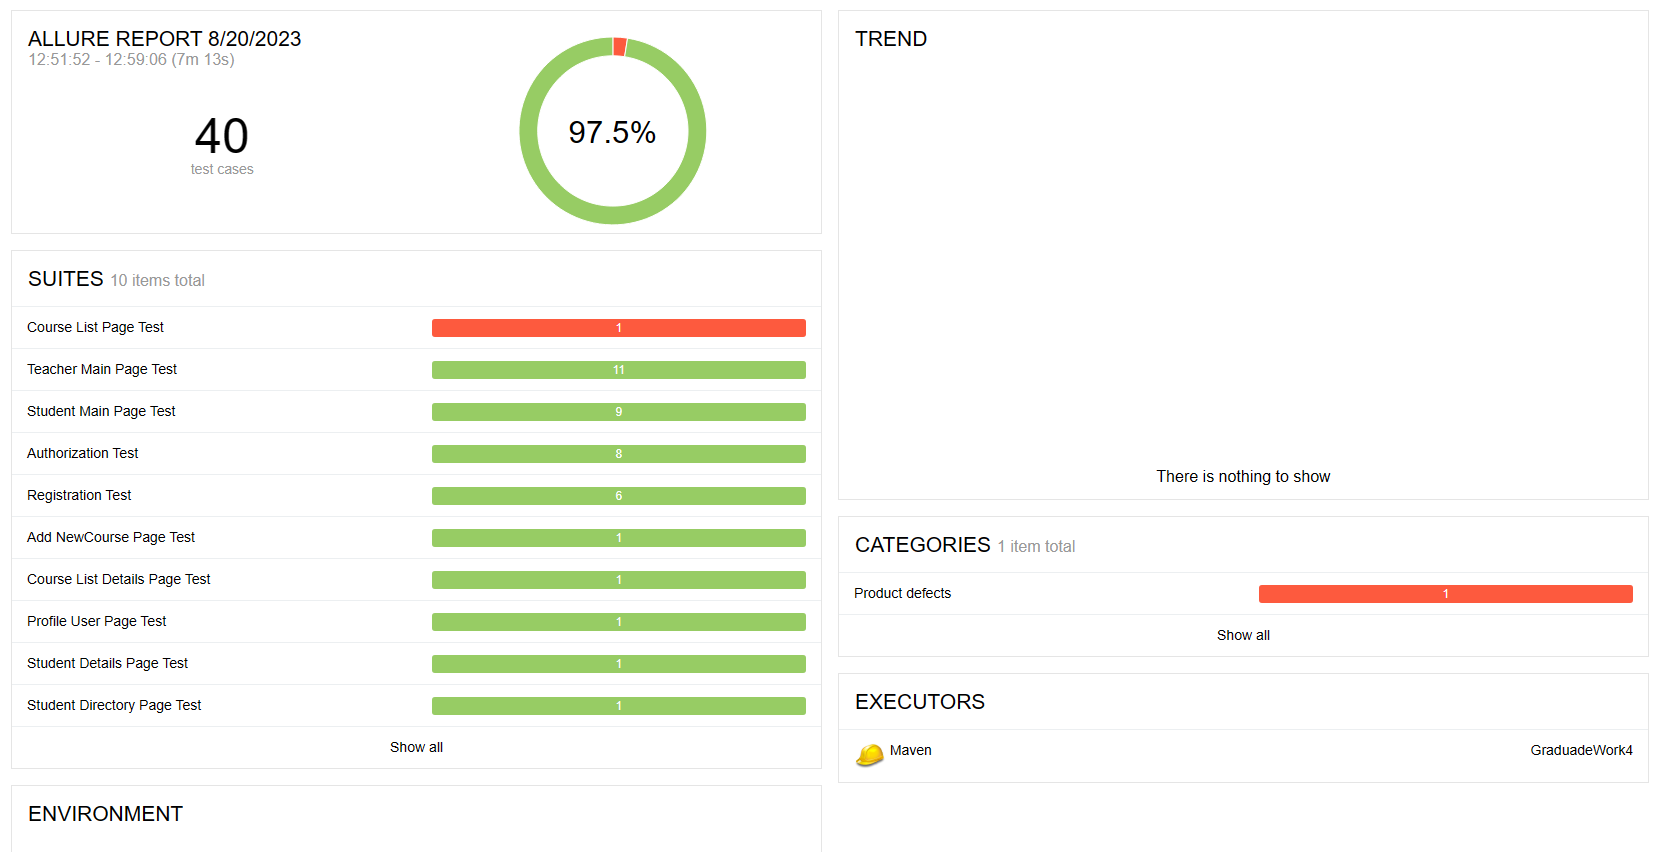 ALLURE REPORT 8/20/2023
12:51:52 - 12:59:06 (7m 13s)
40
test cases
97.5%
SUITES 10 items total
Course List Page Test 1
Teacher Main Page Test 11
Student Main Page Test 9
Authorization Test 8
Registration Test 6
Add NewCourse Page Test 1
Course List Details Page Test 1
Profile User Page Test 1
Student Details Page Test 1
Student Directory Page Test 1
Show all
ENVIRONMENT
TREND
There is nothing to show
CATEGORIES 1 item total
Product defects 1
Show all
EXECUTORS
Maven GraduadeWork4